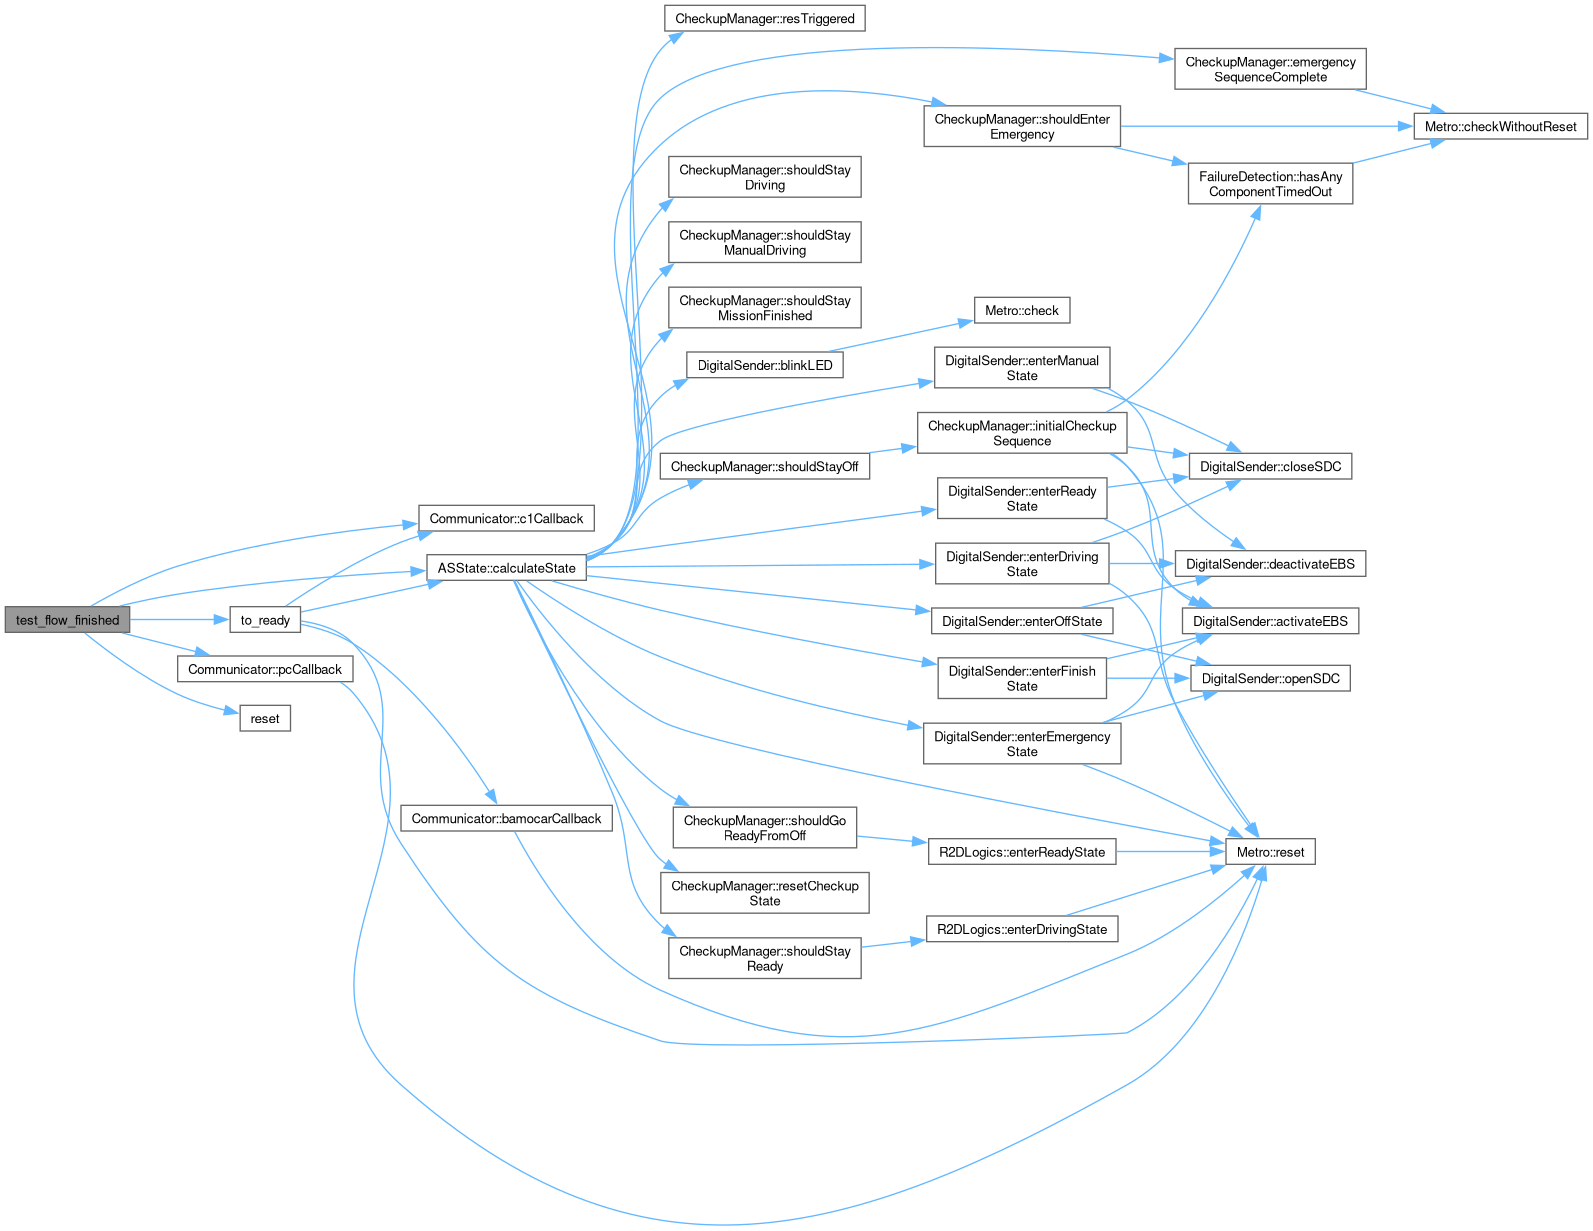 CheckupManager::resTriggered
CheckupManager::emergency
SequenceComplete
CheckupManager::shouldEnter
Emergency
Metro::checkWithoutReset
CheckupManager::shouldStay
Driving
FailureDetection::hasAny
ComponentTimedOut
CheckupManager::shouldStay
ManualDriving
CheckupManager::shouldStay
MissionFinished
Metro::check
DigitalSender::blinkLED
DigitalSender::enterManual
State
CheckupManager::initialCheckup
Sequence
CheckupManager::shouldStayOff
DigitalSender::closeSDC
DigitalSender::enterReady
State
Communicator::c1Callback
ASState::calculateState
DigitalSender::enterDriving
State
DigitalSender::deactivateEBS
test_flow_finished
to_ready
DigitalSender::enterOffState
DigitalSender::activateEBS
Communicator::pcCallback
DigitalSender::enterFinish
State
DigitalSender::openSDC
reset
DigitalSender::enterEmergency
State
Communicator::bamocarCallback
CheckupManager::shouldGo
ReadyFromOff
R2DLogics::enterReadyState
Metro::reset
CheckupManager::resetCheckup
State
R2DLogics::enterDrivingState
CheckupManager::shouldStay
Ready